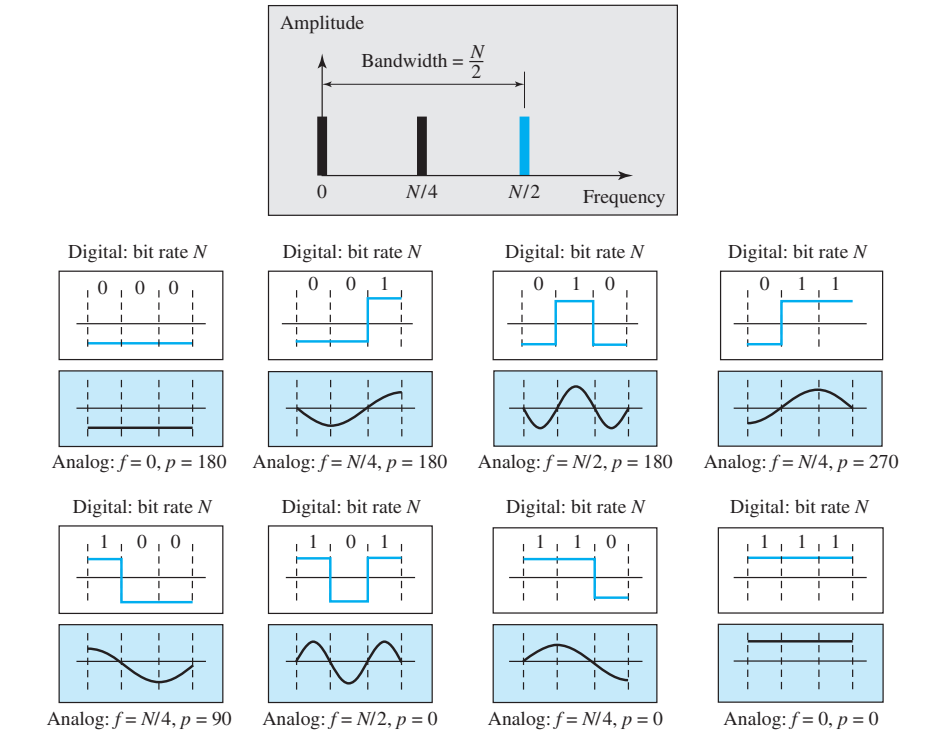 Amplitude
Bandwidth = N/2
0 N/4 N/2 Frequency
Digital: bit rate N Digital: bit rate N Digital: bit rate N Digital: bit rate N
0 0 0 0 0 1 0 1 0 0 1 1
Analog: f = 0, p = 180 Analog: f = N/4, p = 180 Analog: f = N/2, p = 180 Analog: f = N/4, p = 270
Digital: bit rate N Digital: bit rate N Digital: bit rate N Digital: bit rate N
1 0 0 1 0 1 1 1 0 1 1 1
Analog: f = N/4, p = 90 Analog: f = N/2, p = 0 Analog: f = N/4, p = 0 Analog: f = 0, p = 0